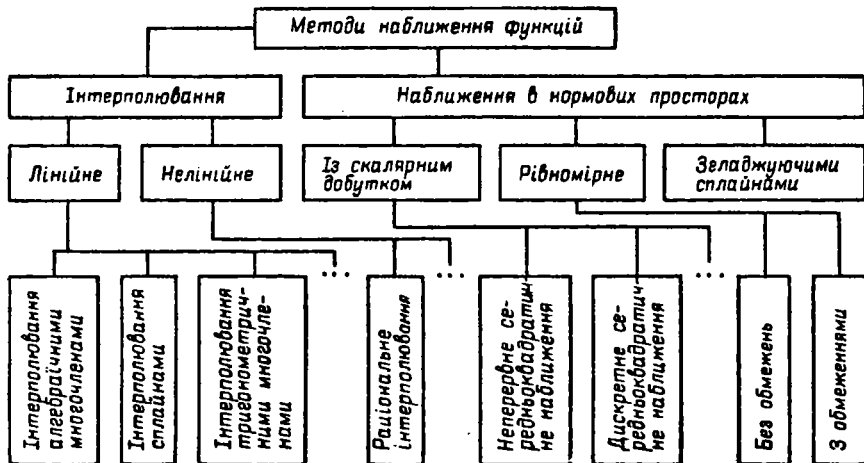 Методи наближення функцій
Інтерполювання
Наближення в нормових просторах
Лінійне
Нелінійне
Із скалярним
добутком
Рівномірне
Згладжуючими
сплайнами
...
...
...
Інтерполювання
алгебраїчними
многочленами
Інтерполювання
сплайнами
Інтерполювання
тригонометрич-
ними многочле-
нами
Раціональне
інтерполювання
Неперервне се-
редньоквадратич-
не наближення
Дискретне се-
редньоквадратич-
не наближення
Без обмежень
З обмеженнями